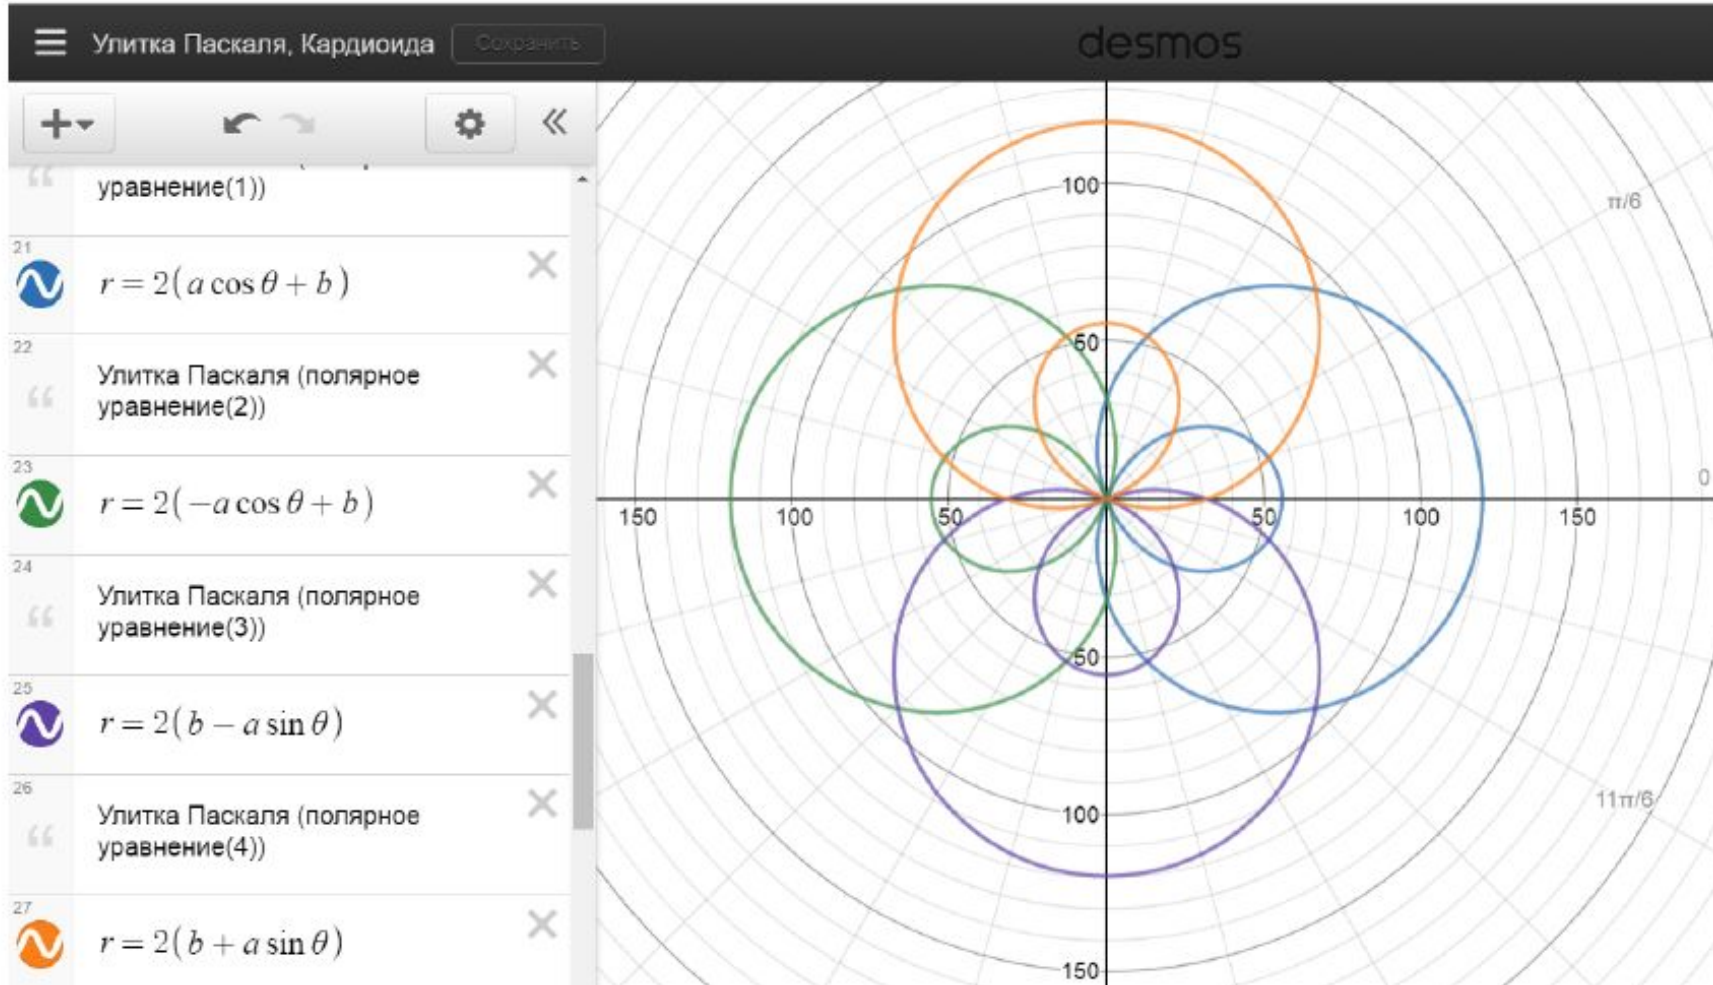 Улитка Паскаля, Кардиоида
Сохранить
desmos
уравнение(1))
21
r = 2(a cos θ + b)
22
Улитка Паскаля (полярное
уравнение(2))
23
r = 2(−a cos θ + b)
24
Улитка Паскаля (полярное
уравнение(3))
25
r = 2(b − a sin θ)
26
Улитка Паскаля (полярное
уравнение(4))
27
r = 2(b + a sin θ)
100
π/6
50
0
150
100
50
50
100
150
50
100
11π/6
150